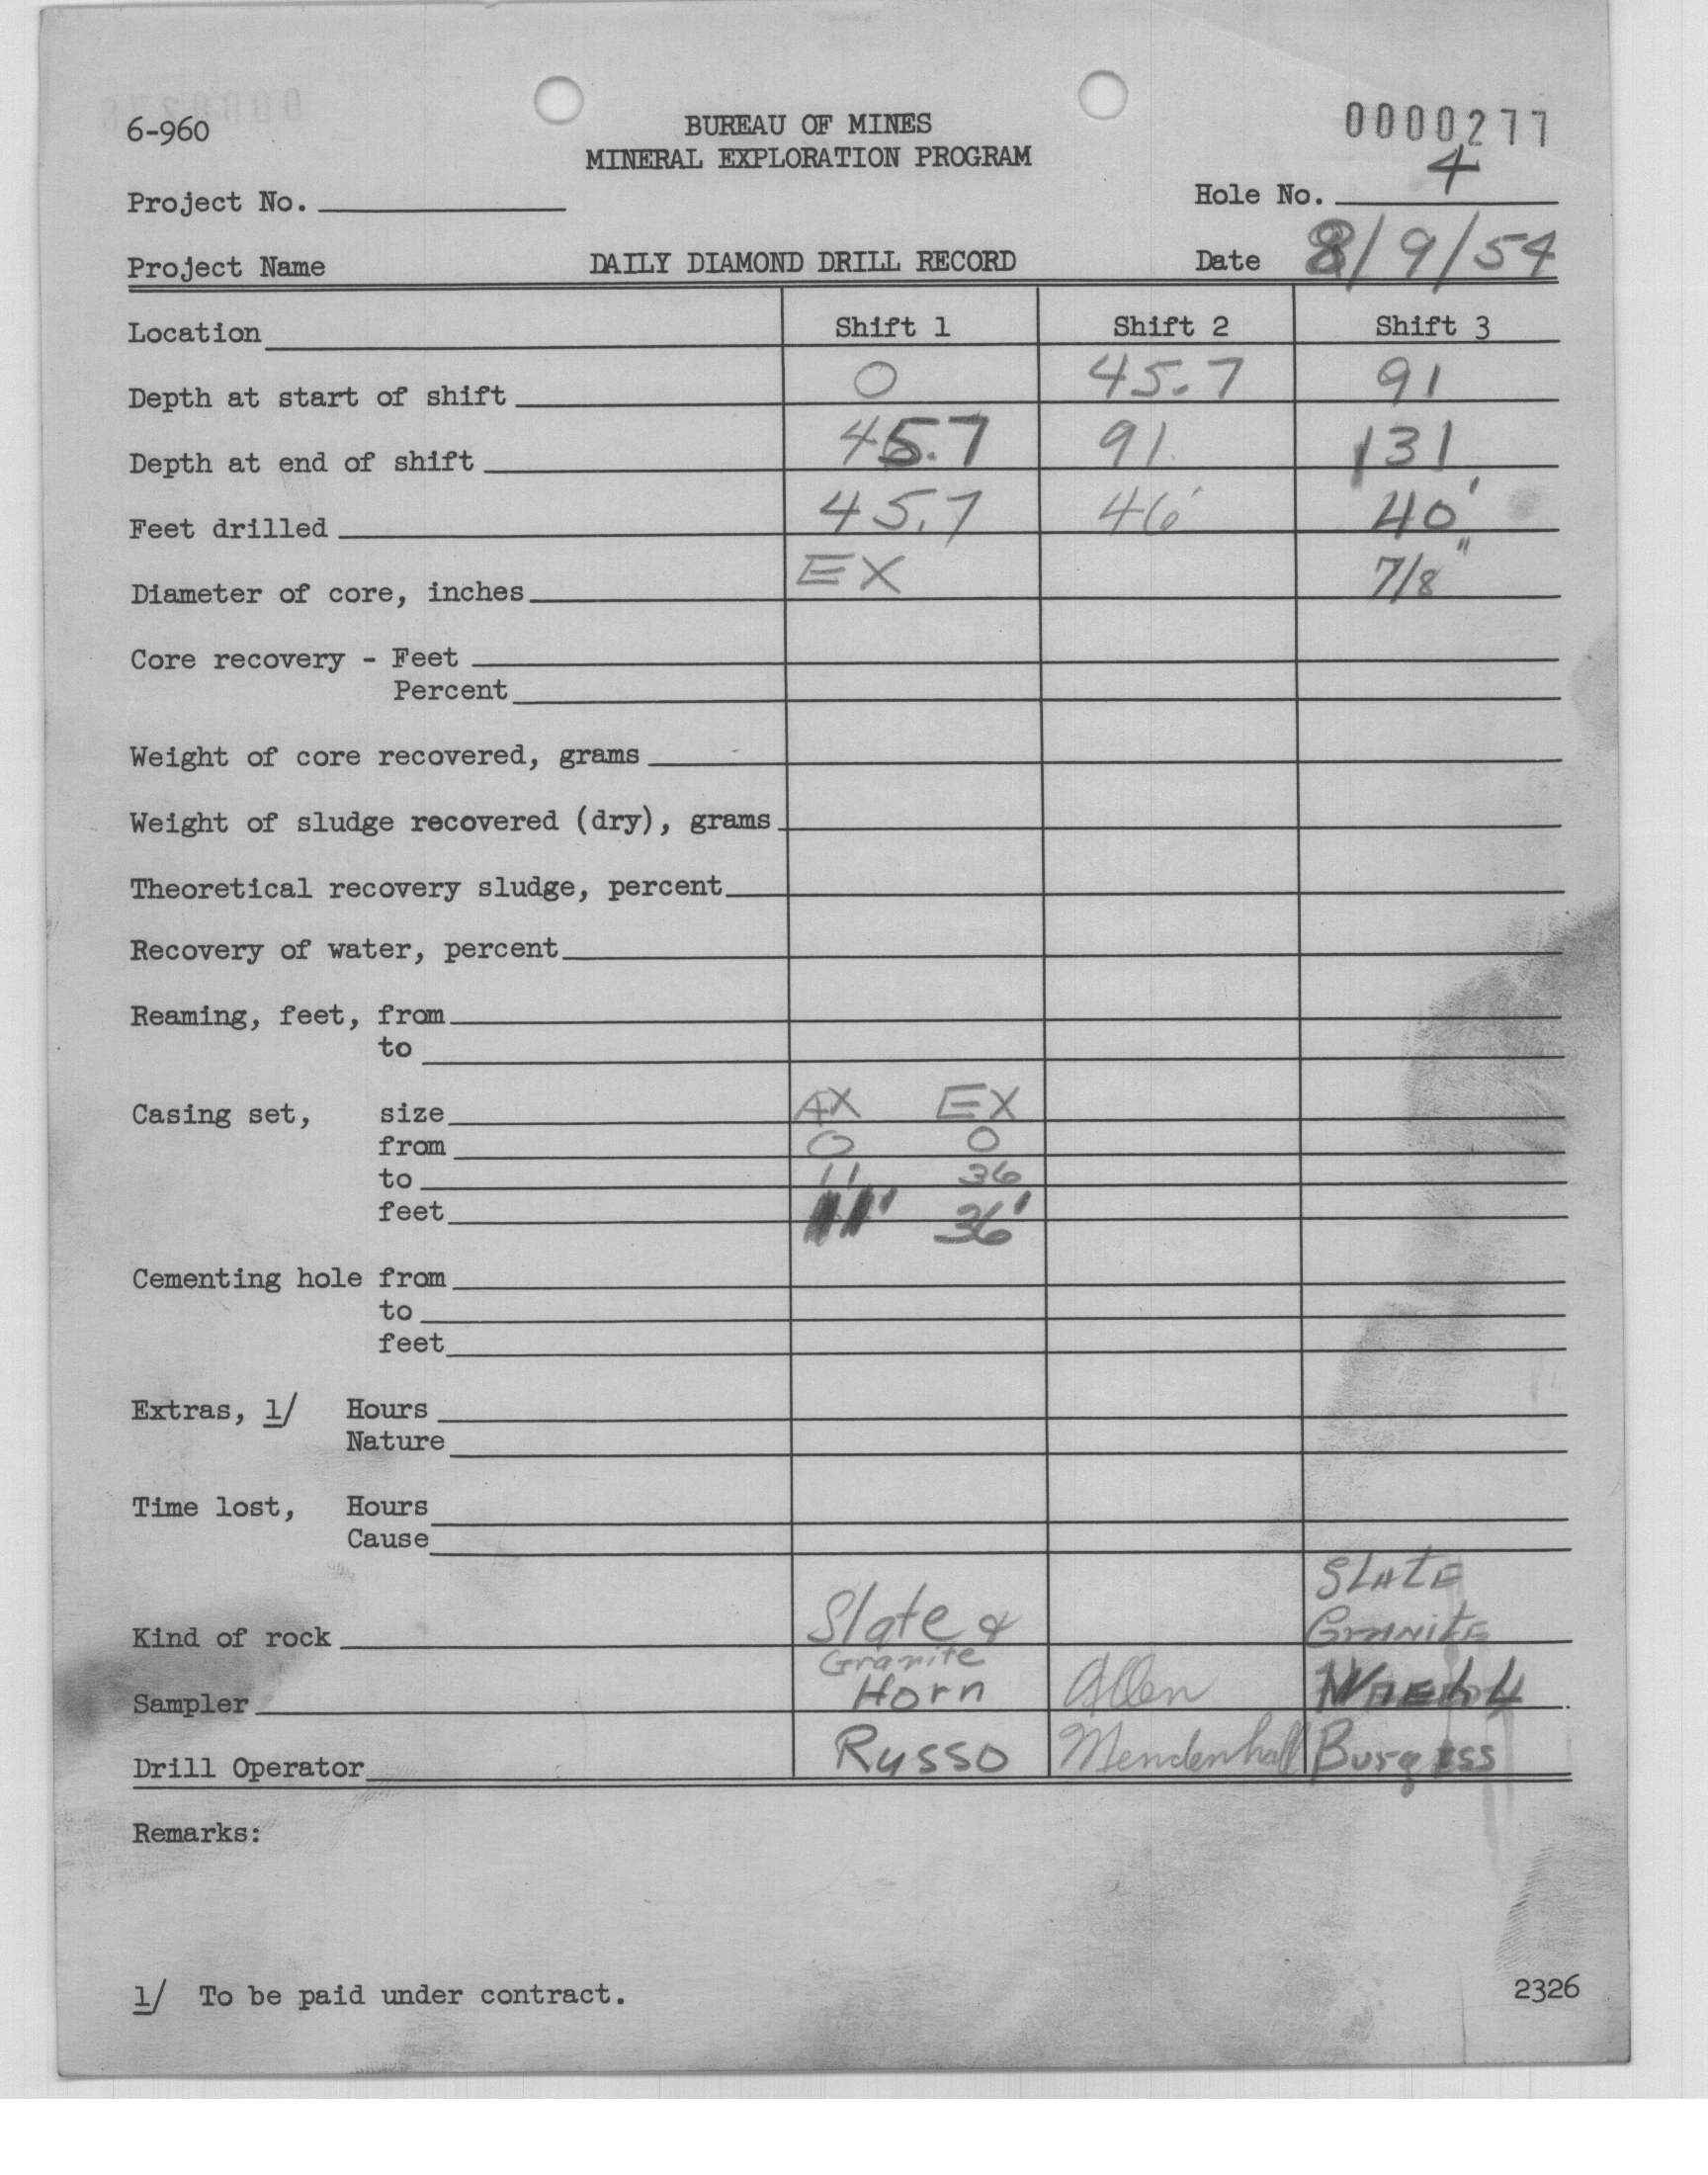 6-960
BUREAU OF MINES
0000277
MINERAL EXPLORATION PROGRAM
Project No.
Hole No. 4
Project Name DAILY DIAMOND DRILL RECORD Date 8/9/54
Location Shift 1 Shift 2 Shift 3
Depth at start of shift 0 45.7 91
Depth at end of shift 45.7 91 131
Feet drilled 45.7 46' 40'
Diameter of core, inches EX 7/8"
Core recovery - Feet
Percent
Weight of core recovered, grams
Weight of sludge recovered (dry), grams
Theoretical recovery sludge, percent
Recovery of water, percent
Reaming, feet, from
to
Casing set, size AX EX
from 0 0
to 11 36
feet 11' 36'
Cementing hole from
to
feet
Extras, 1/ Hours
Nature
Time lost, Hours
Cause
SLATE
Kind of rock Slate & GRANITE
Granite
Sampler Horn Allen
Drill Operator Russo Mendenhall Burgess
Remarks:
1/ To be paid under contract.
2326